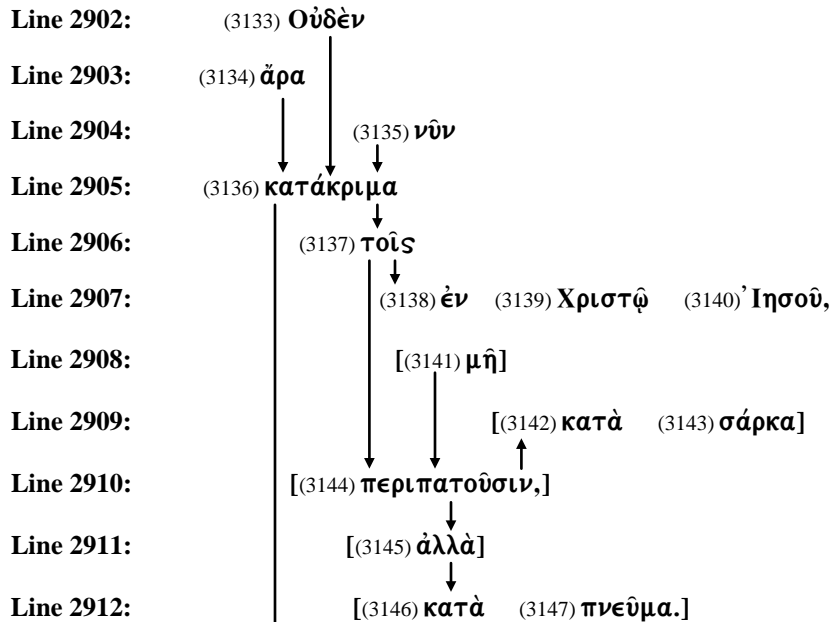 Line 2902: (3133) Οὐδὲν
Line 2903: (3134) ἄρα
Line 2904: (3135) νῦν
Line 2905: (3136) κατάκριμα
Line 2906: (3137) τοῖς
Line 2907: (3138) ἐν (3139) Χριστῷ (3140) Ἰησοῦ,
Line 2908: [(3141) μὴ]
Line 2909: [(3142) κατὰ (3143) σάρκα]
Line 2910: [(3144) περιπατοῦσιν,]
Line 2911: [(3145) ἀλλὰ]
Line 2912: [(3146) κατὰ (3147) πνεῦμα.]